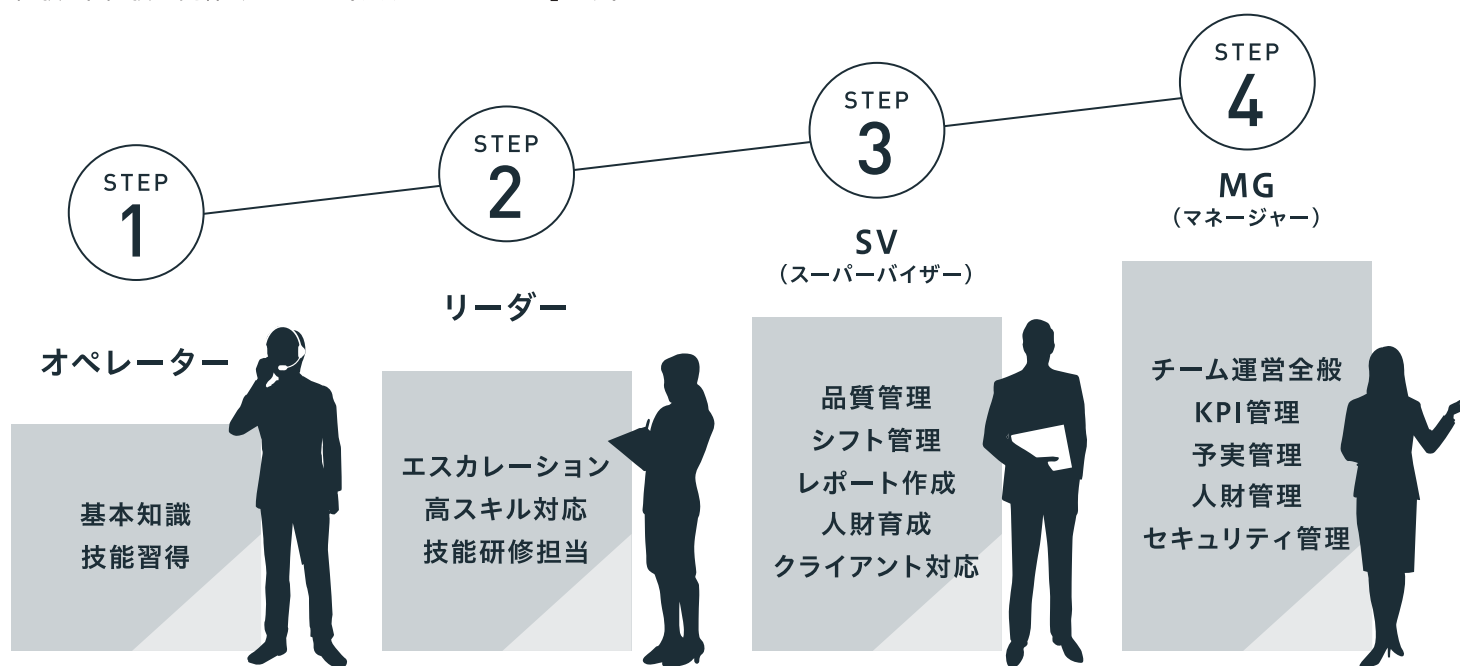 STEP
1
オペレーター
基本知識
技能習得
STEP
2
リーダー
エスカレーション
高スキル対応
技能研修担当
STEP
3
SV
（スーパーバイザー）
品質管理
シフト管理
レポート作成
人財育成
クライアント対応
STEP
4
MG
（マネージャー）
チーム運営全般
KPI管理
予実管理
人財管理
セキュリティ管理